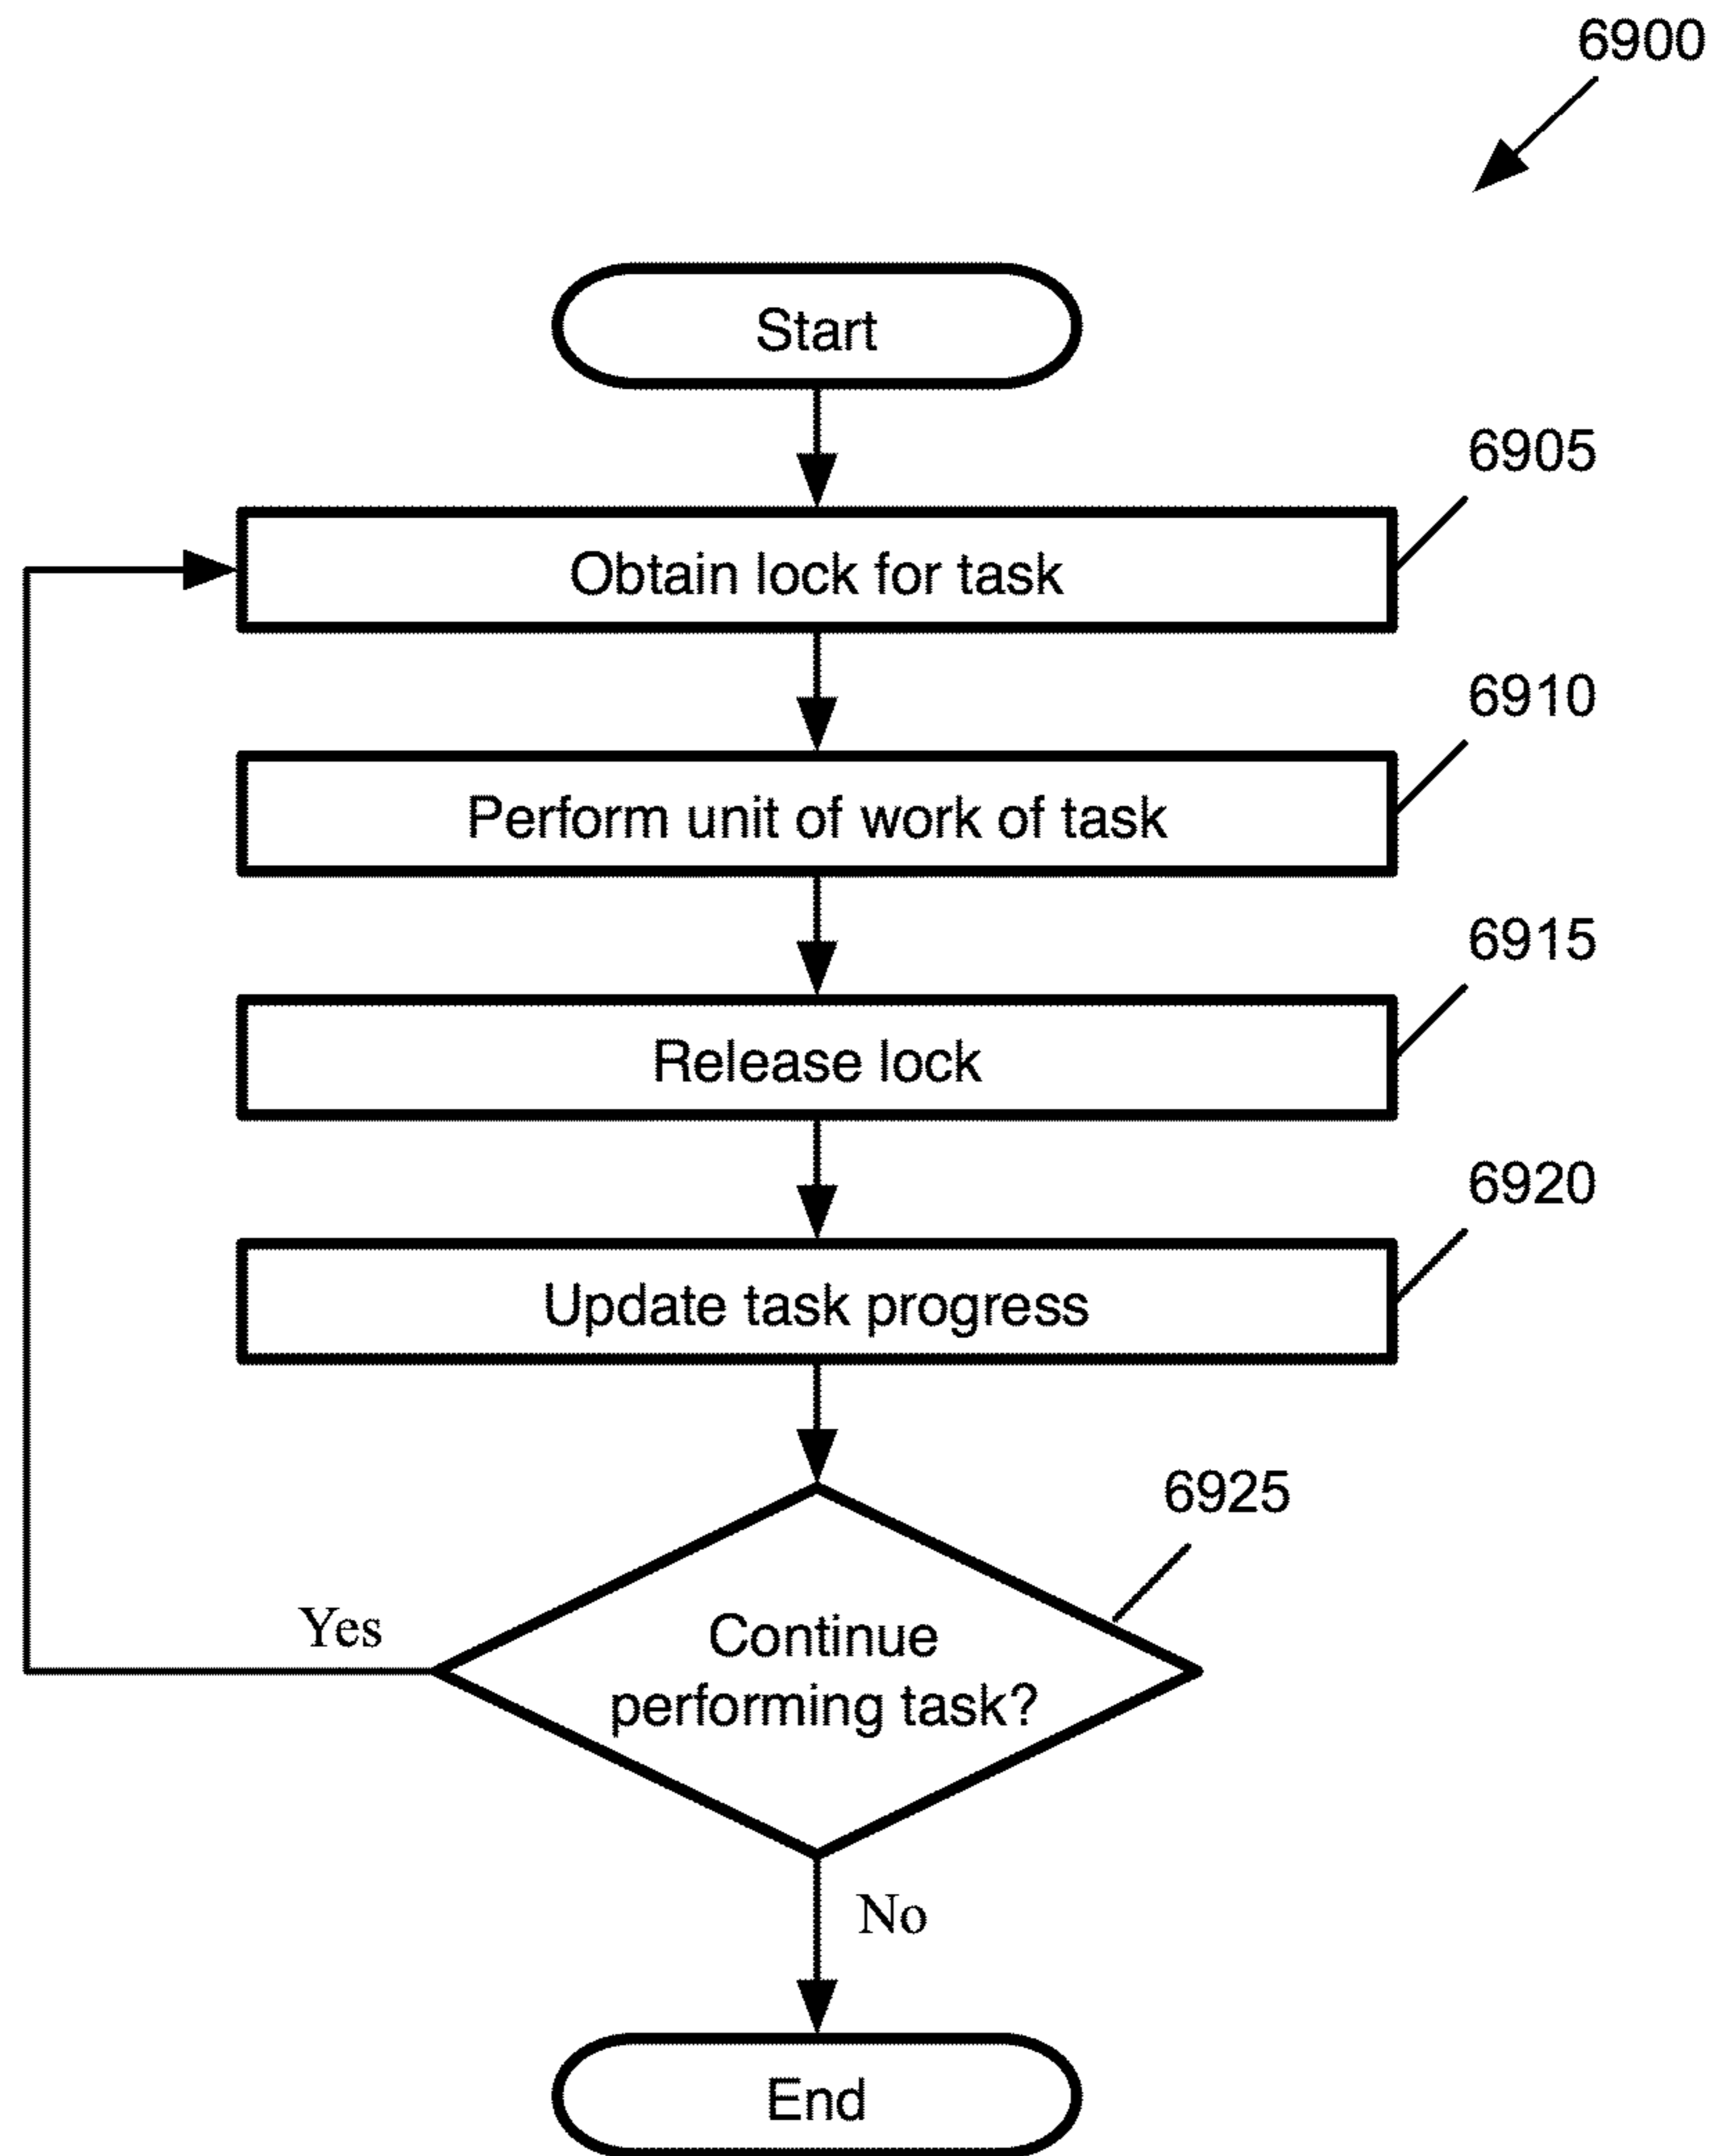 6900
Start
6905
Obtain lock for task
6910
Perform unit of work of task
6915
Release lock
6920
Update task progress
6925
Continue
performing task?
Yes
No
End